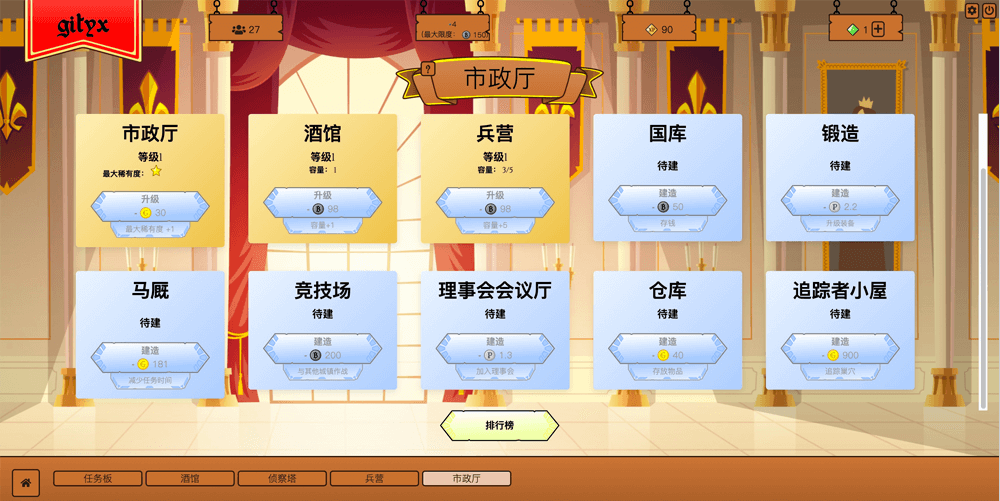 gityx
27
-4
(最大限度： B 150)
90
1
?
市政厅
市政厅
等级1
最大稀有度：
升级
- G 30
最大稀有度 +1
酒馆
等级1
容量： 1
升级
- B 98
容量+1
兵营
等级1
容量： 3/5
升级
- B 98
容量+5
国库
待建
建造
- B 50
存钱
锻造
待建
建造
- P 2.2
升级装备
马厩
待建
建造
- G 181
减少任务时间
竞技场
待建
建造
- B 200
与其他城镇作战
理事会会议厅
待建
建造
- P 1.3
加入理事会
仓库
待建
建造
- G 40
存放物品
追踪者小屋
待建
建造
- G 900
追踪巢穴
排行榜
任务板
酒馆
侦察塔
兵营
市政厅